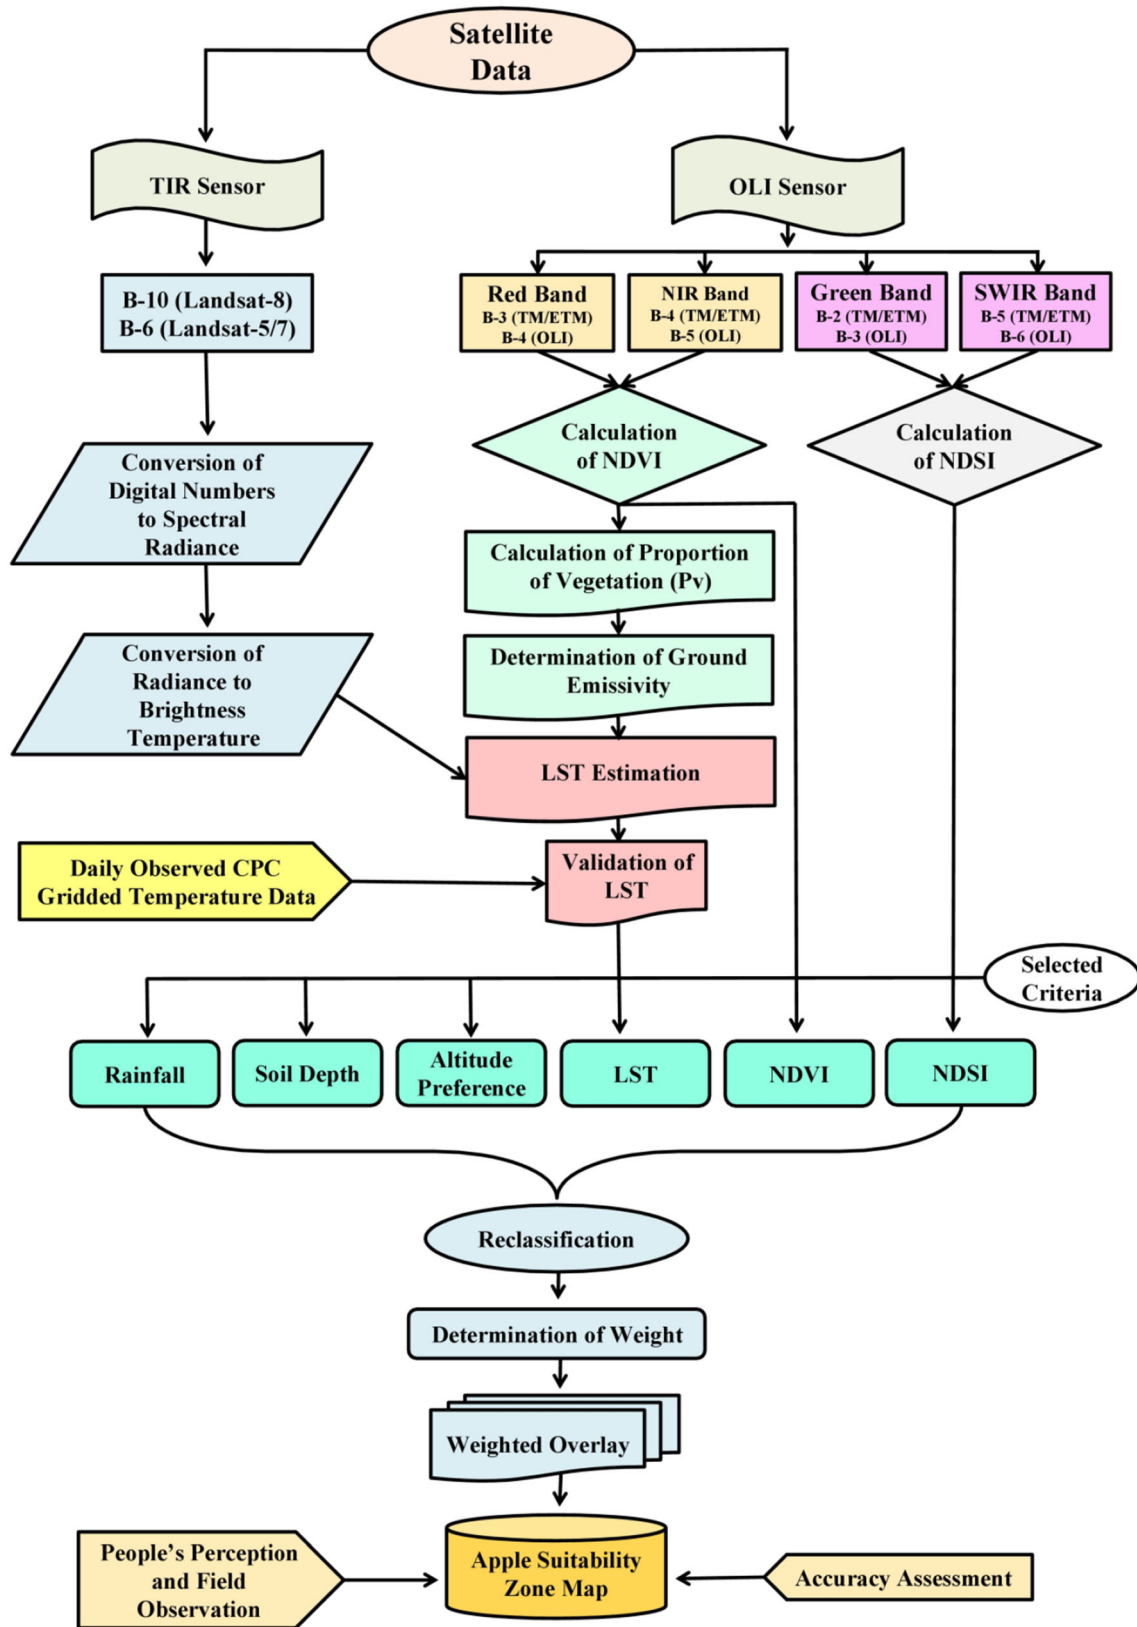 Satellite
Data
TIR Sensor
OLI Sensor
B-10 (Landsat-8)
B-6 (Landsat-5/7)
Red Band
B-3 (TM/ETM)
B-4 (OLI)
NIR Band
B-4 (TM/ETM)
B-5 (OLI)
Green Band
B-2 (TM/ETM)
B-3 (OLI)
SWIR Band
B-5 (TM/ETM)
B-6 (OLI)
Conversion of
Digital Numbers
to Spectral
Radiance
Calculation
of NDVI
Calculation
of NDSI
Calculation of Proportion
of Vegetation (Pv)
Conversion of
Radiance to
Brightness
Temperature
Determination of Ground
Emissivity
LST Estimation
Daily Observed CPC
Gridded Temperature Data
Validation of
LST
Selected
Criteria
Rainfall
Soil Depth
Altitude
Preference
LST
NDVI
NDSI
Reclassification
Determination of Weight
Weighted Overlay
People’s Perception
and Field
Observation
Apple Suitability
Zone Map
Accuracy Assessment